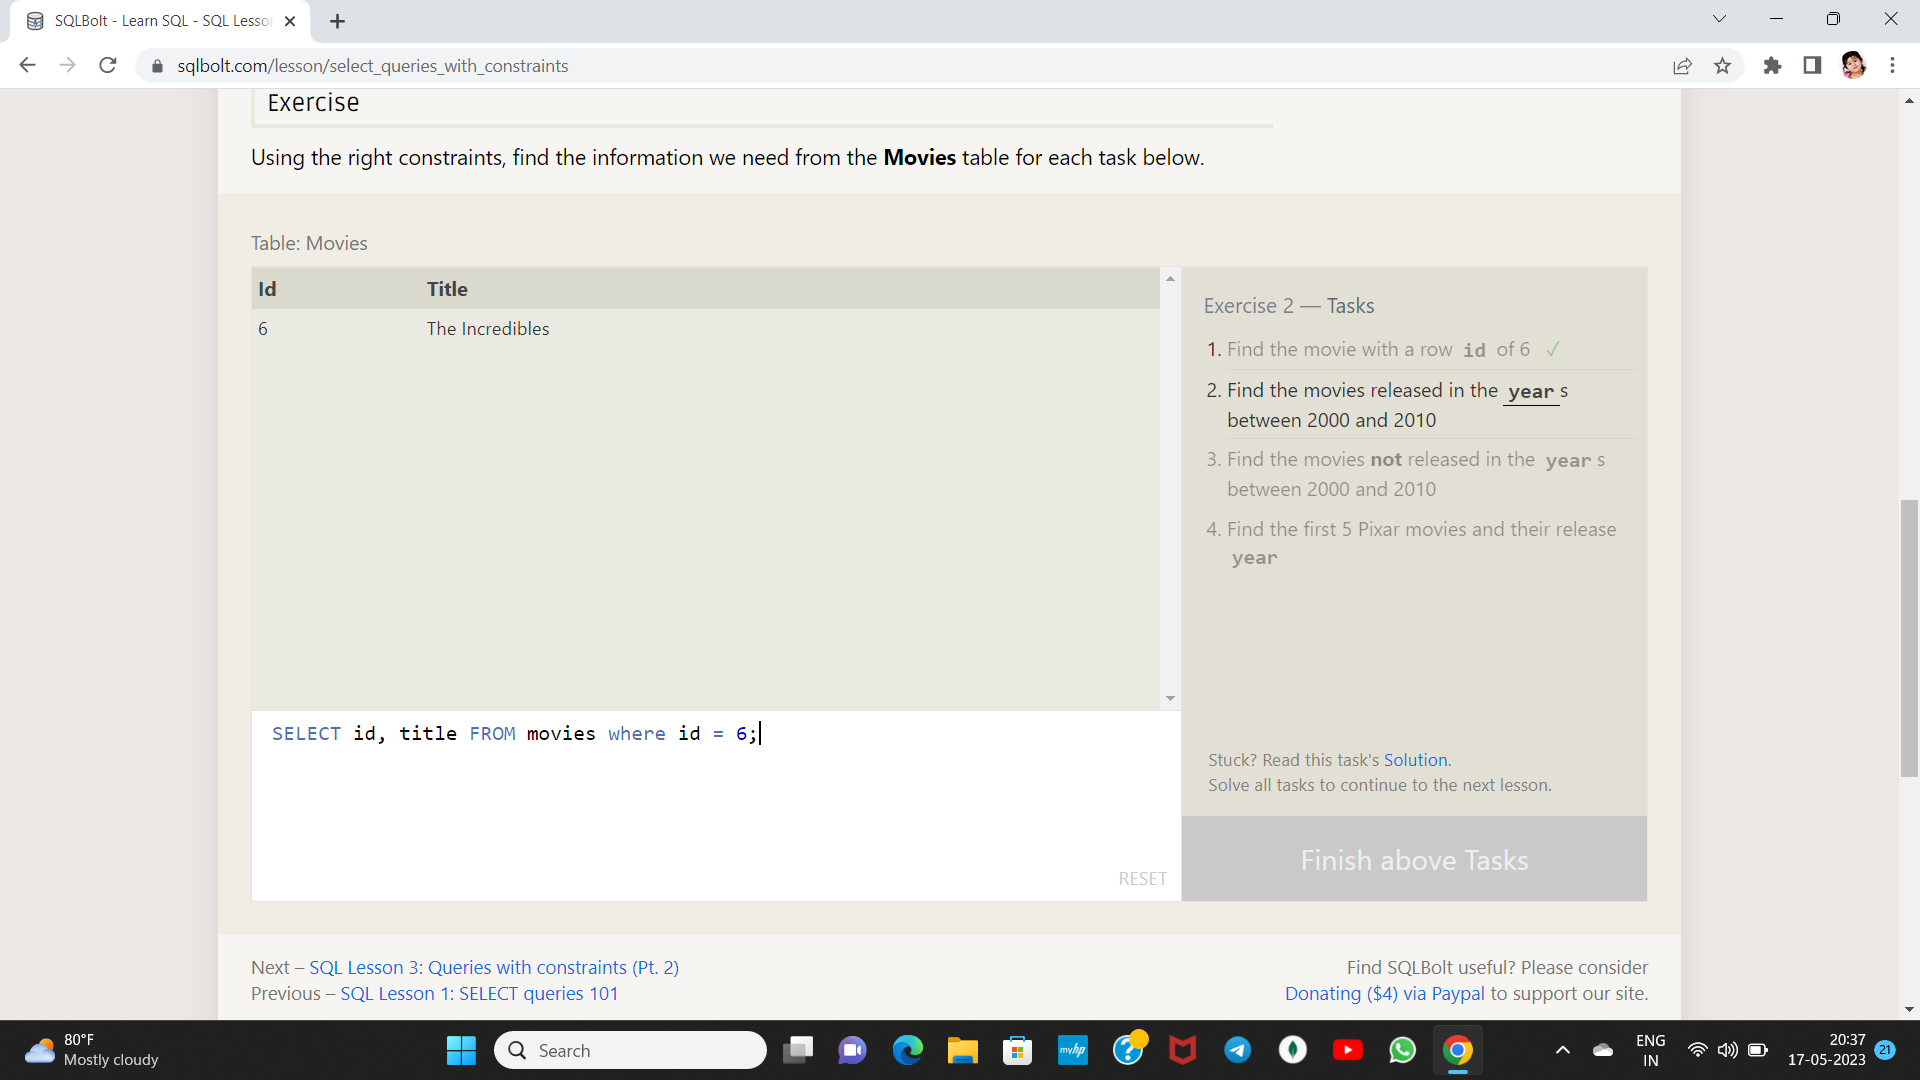 SQLBolt - Learn SQL - SQL Lesso
sqlbolt.com/lesson/select_queries_with_constraints
Exercise
Using the right constraints, find the information we need from the Movies table for each task below.
Table: Movies
Id Title
6 The Incredibles
SELECT id, title FROM movies where id = 6;
RESET
Exercise 2 — Tasks
1. Find the movie with a row id of 6 ✓
2. Find the movies released in the year s
between 2000 and 2010
3. Find the movies not released in the year s
between 2000 and 2010
4. Find the first 5 Pixar movies and their release
year
Stuck? Read this task's Solution.
Solve all tasks to continue to the next lesson.
Finish above Tasks
Next – SQL Lesson 3: Queries with constraints (Pt. 2)
Previous – SQL Lesson 1: SELECT queries 101
Find SQLBolt useful? Please consider
Donating ($4) via Paypal to support our site.
80°F
Mostly cloudy
Search
myhp
ENG
IN
20:37
17-05-2023
21